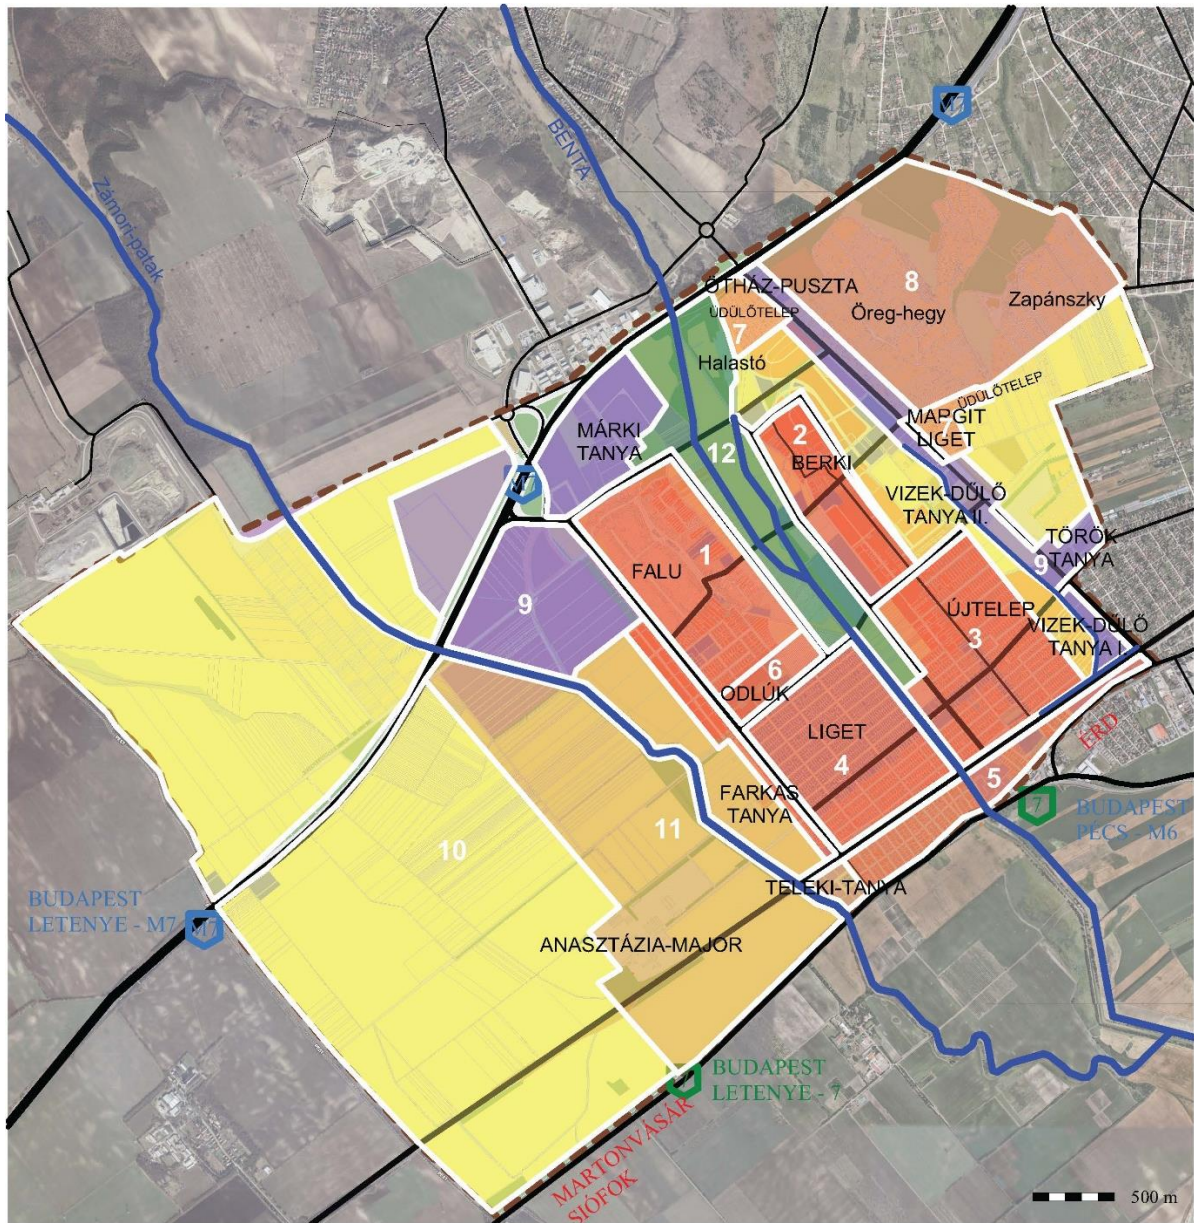 M7
BENTA
Zámori-patak
ÖTHÁZ-PUSZTA
8
ÜDÜLŐTELEP
Öreg-hegy
Zapánszky
7
Halastó
ÜDÜLŐTELEP
MÁRKI
TANYA
2
MAPGIT
LIGET
7
12
BERKI
M7
VIZEK-DŰLŐ
TANYA II.
1
TÖRÖK
TANYA
FALU
9
9
ÚJTELEP
3
VIZEK-DŰLŐ
TANYA I.
6
ODLÚK
LIGET
4
ÉRD
5
FARKAS
TANYA
7
BUDAPEST
PÉCS - M6
11
10
TELEKI-TANYA
BUDAPEST
LETENYE - M7
M7
ANASZTÁZIA-MAJOR
BUDAPEST
LETENYE - 7
MARTONVÁSÁR
SIÓFOK
500 m